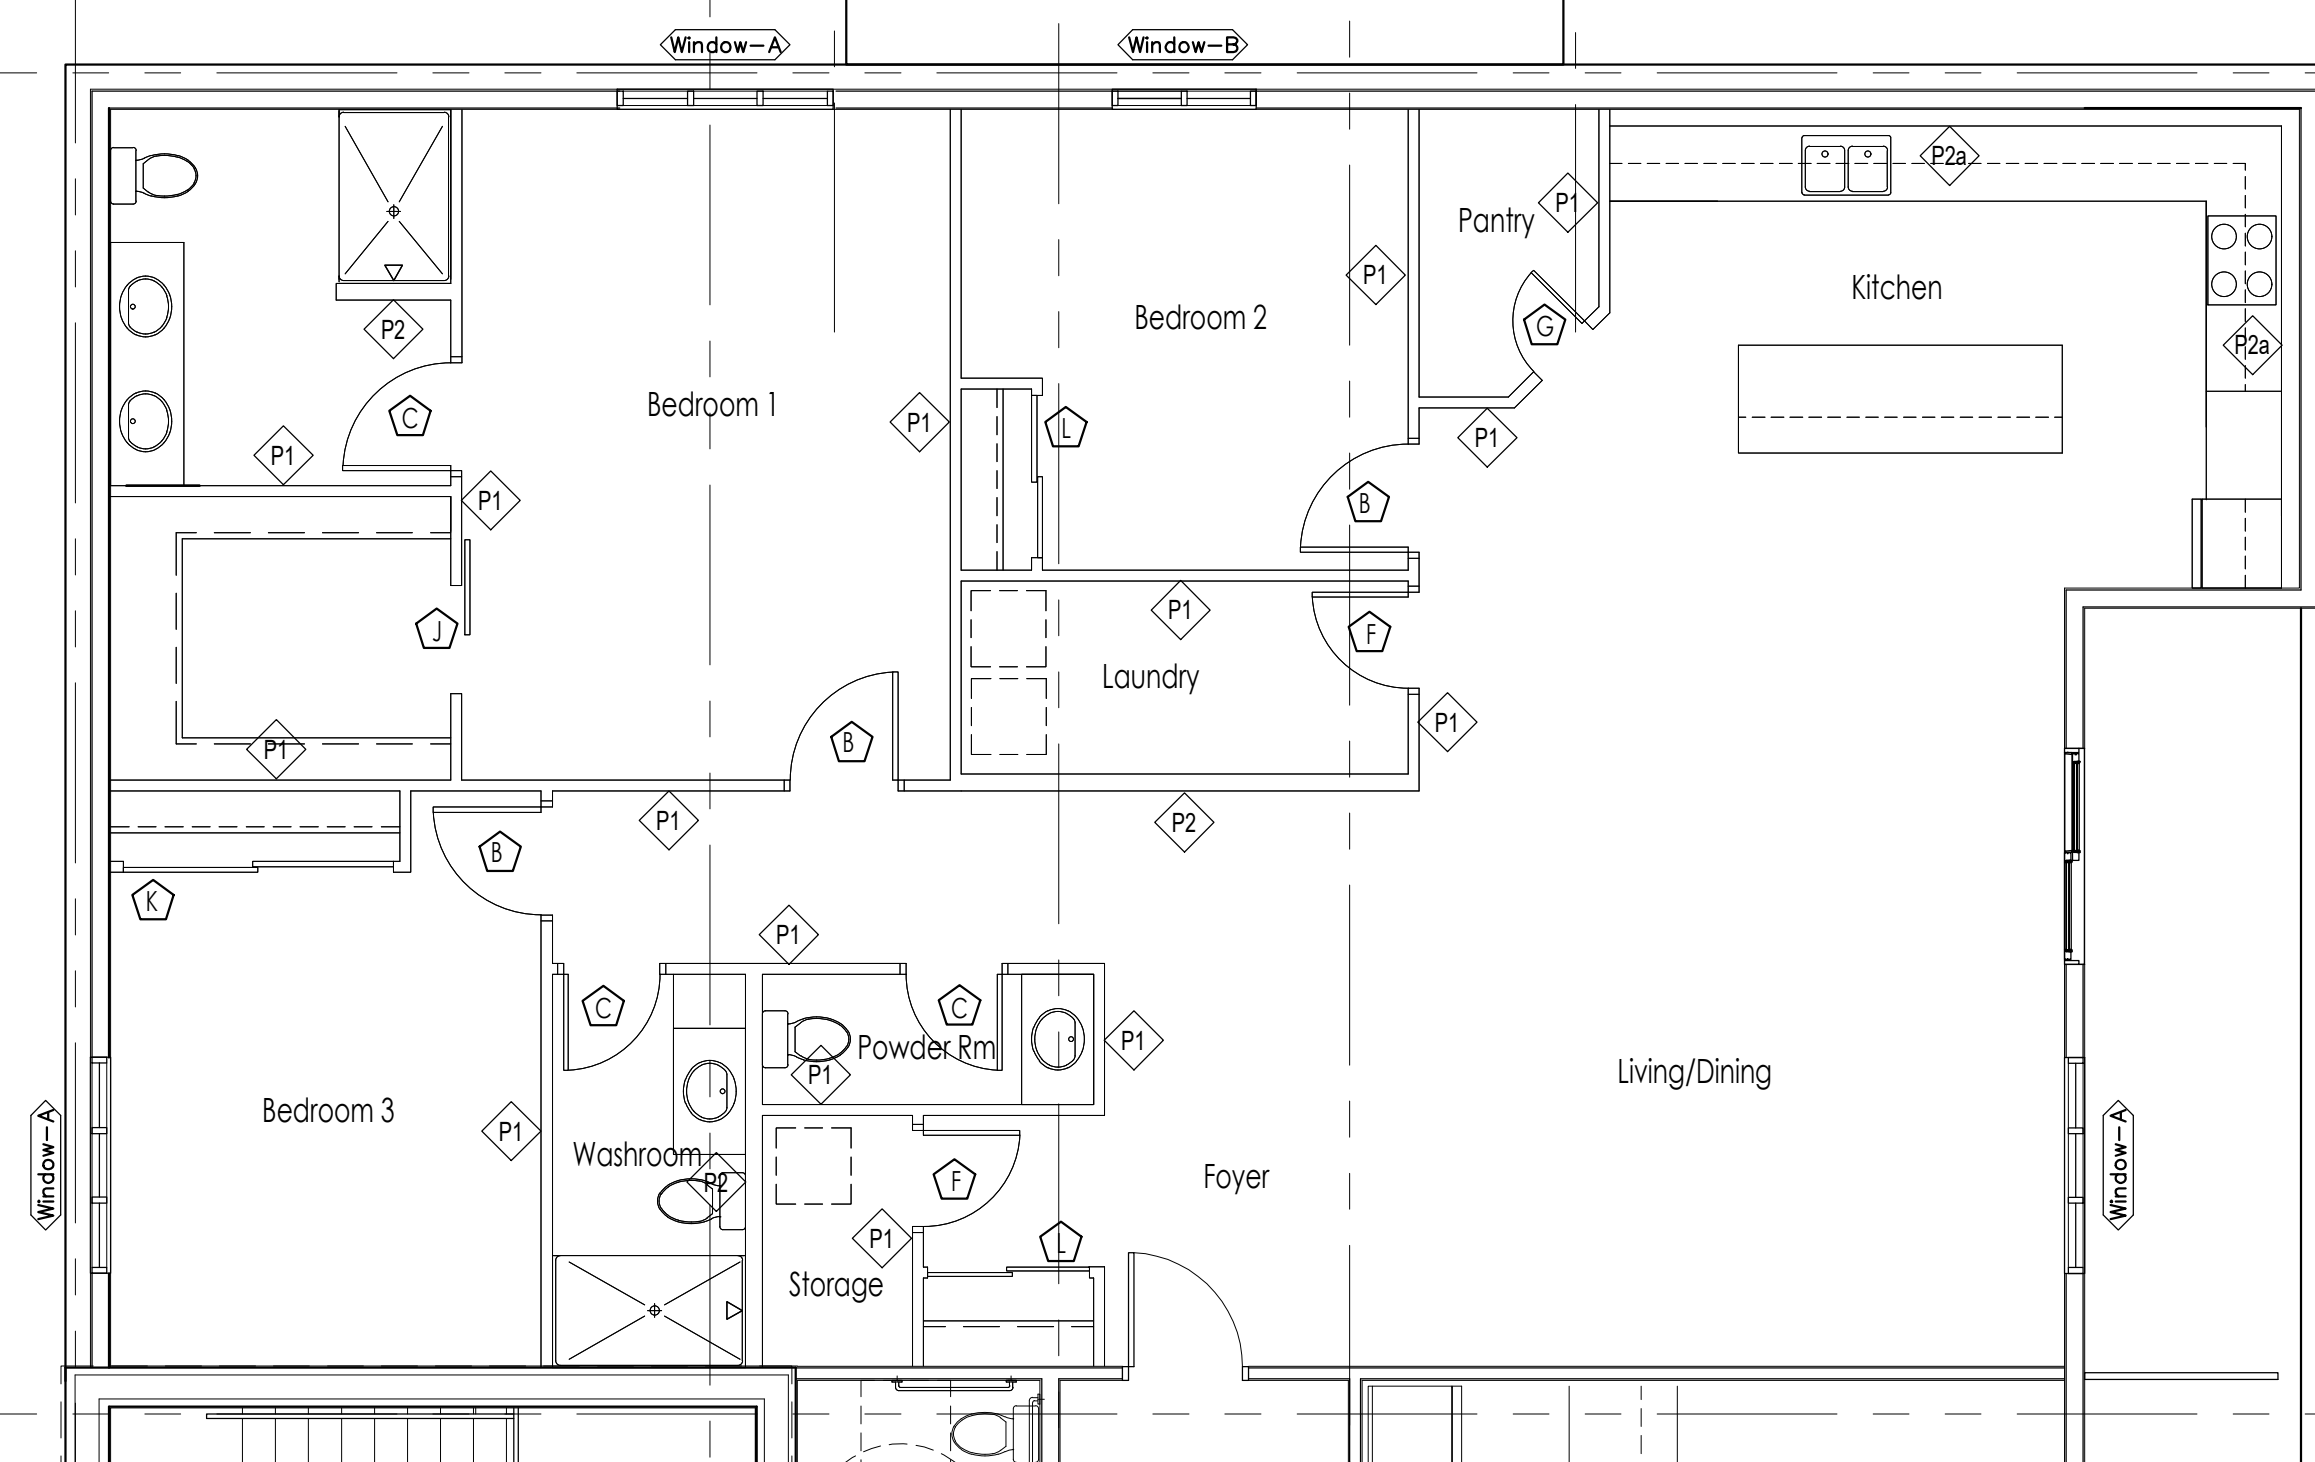 Window-A
Window-B
P2a
P1
Pantry
P1
Kitchen
Bedroom 2
G
P2
P2a
Bedroom 1
C
P1
L
P1
P1
P1
B
P1
J
P1
F
Laundry
P1
B
P1
P1
P2
B
K
P1
C
C
Powder Rm
P1
P1
Living/Dining
Bedroom 3
P1
Window-A
Window-A
Washroom
P2
F
Foyer
P1
L
Storage